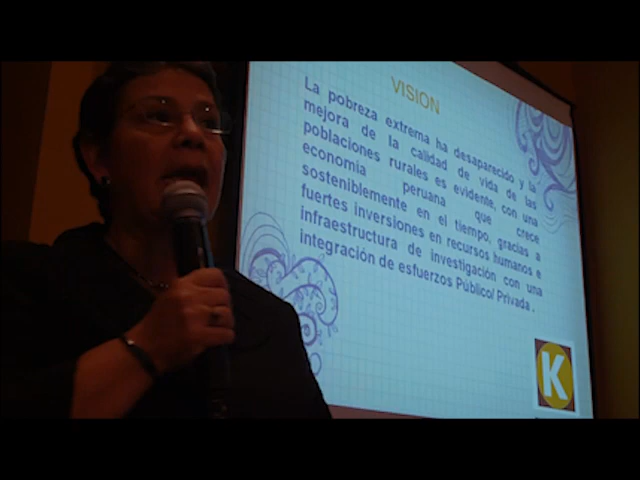 VISION
La pobreza extrema ha desaparecido y la
mejora de la calidad de vida de las
poblaciones rurales es evidente, con una
economía peruana que crece
sosteniblemente en el tiempo, gracias a
fuertes inversiones en recursos humanos e
infraestructura de investigación con una
integración de esfuerzos Público/ Privada .
K